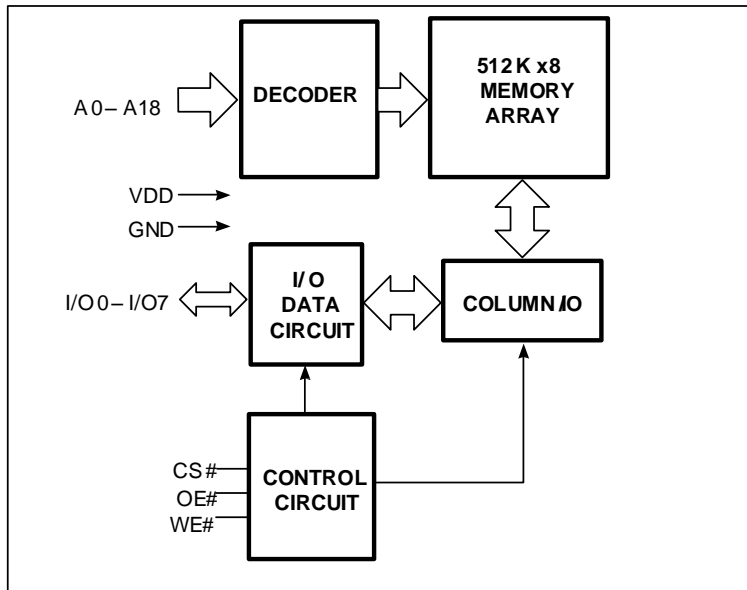 A0–A18
DECODER
512K x8
MEMORY
ARRAY
VDD
GND
I/O0–I/O7
I/O
DATA
CIRCUIT
COLUMN I/O
CS#
OE#
WE#
CONTROL
CIRCUIT